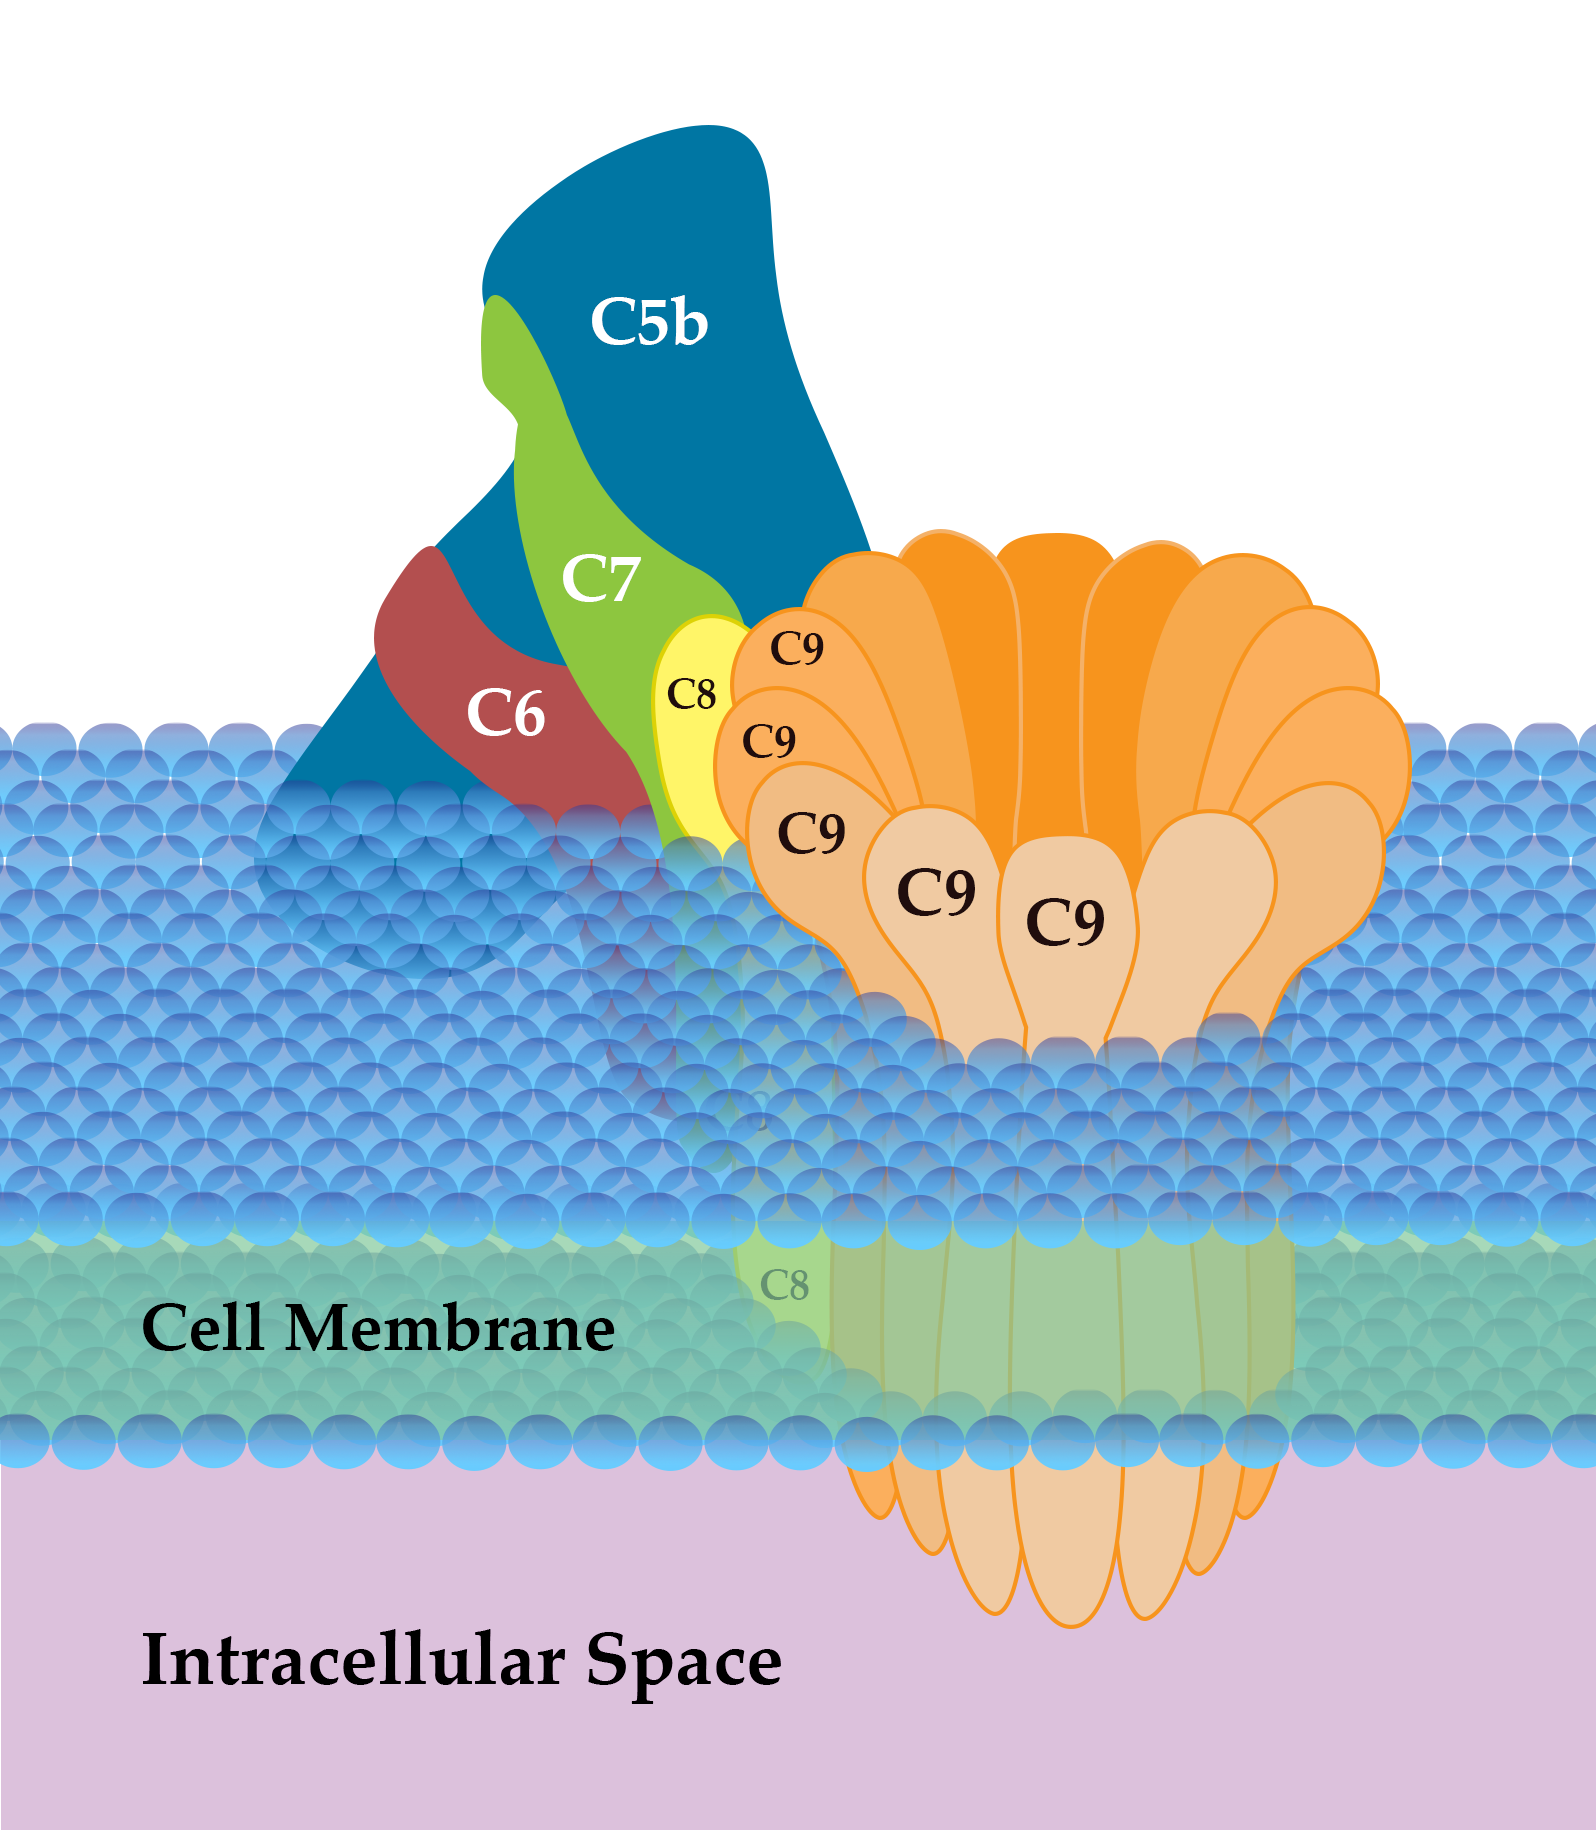 C5b
C7
C9
C8
C6
C9
C9
C9
C9
C8
Cell Membrane
Intracellular Space